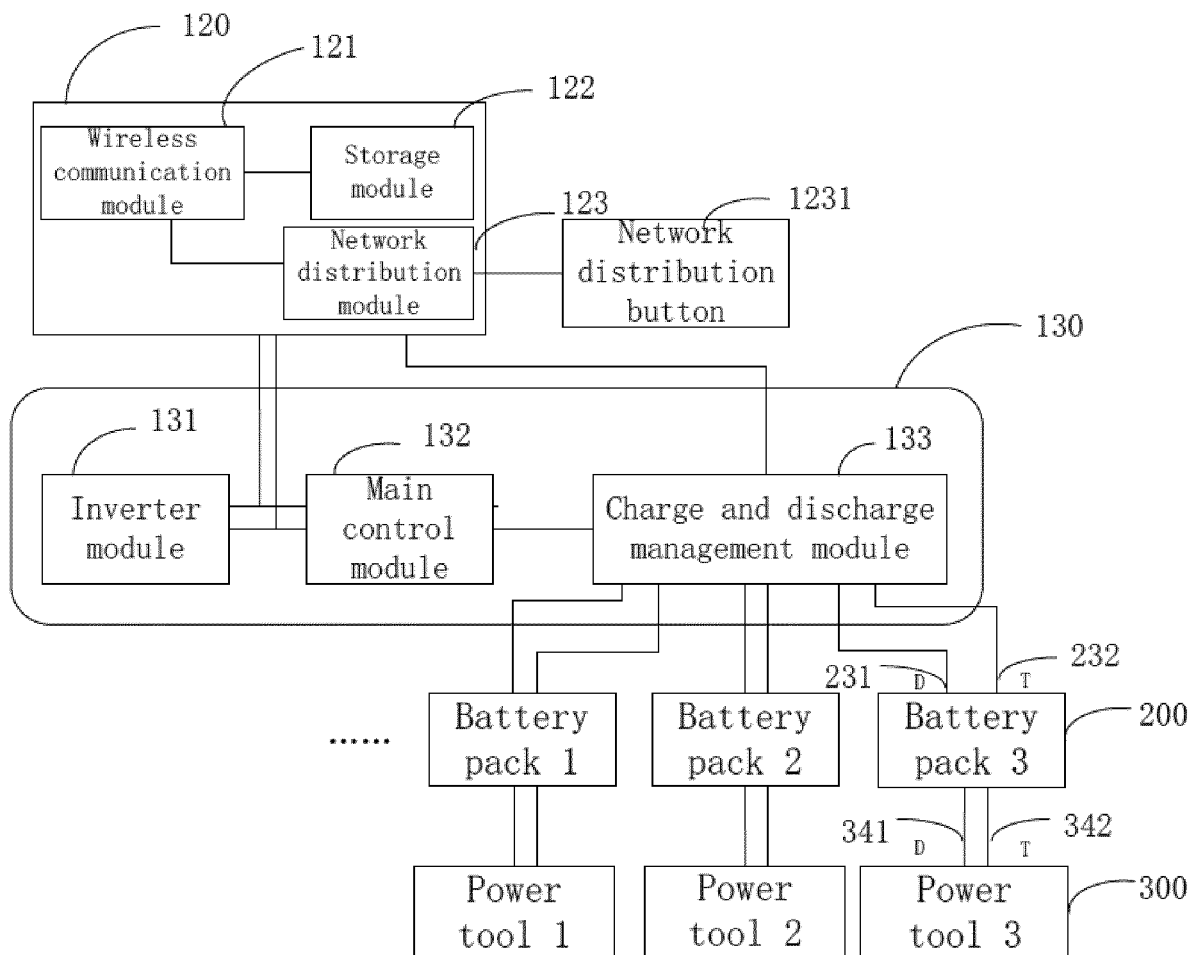 120
121
122
Wireless
communication
module
Storage
module
123
1231
Network
distribution
module
Network
distribution
button
130
131
132
133
Inverter
module
Main
control
module
Charge and discharge
management module
231
D
T
232
......
Battery
pack 1
Battery
pack 2
Battery
pack 3
200
341
D
T
342
Power
tool 1
Power
tool 2
Power
tool 3
300